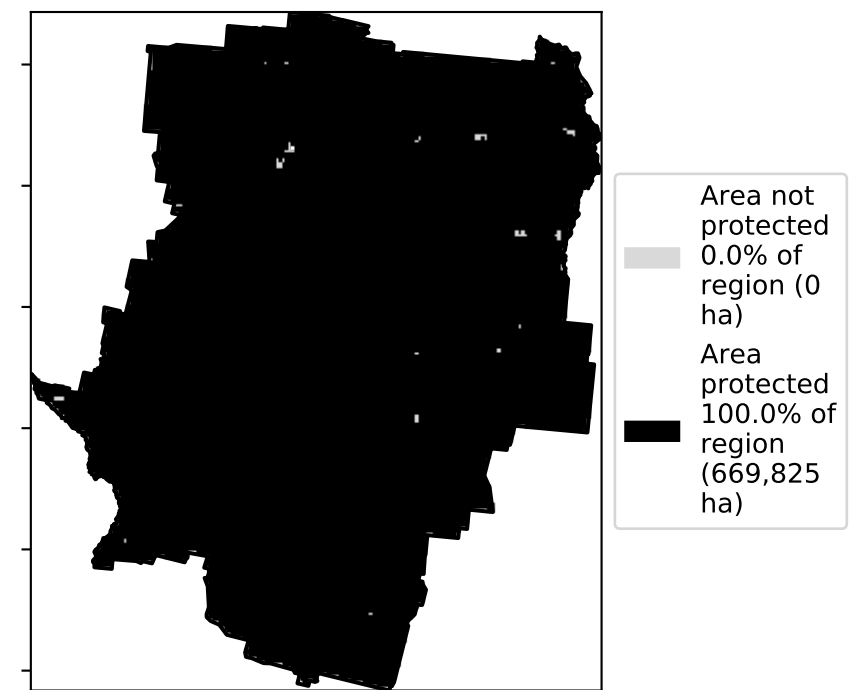 Area not
protected
0.0% of
region (0
ha)
Area
protected
100.0% of
region
(669,825
ha)